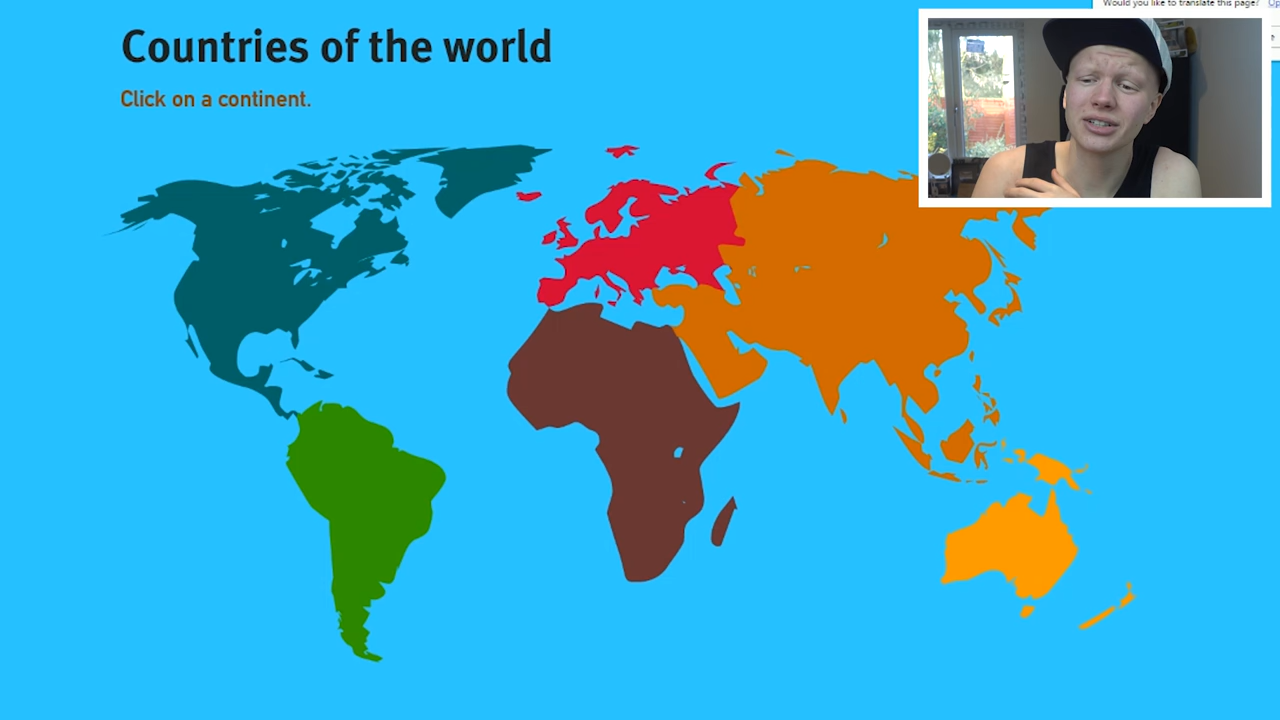 Countries of the world
Would you like to translate this page?
Click on a continent.